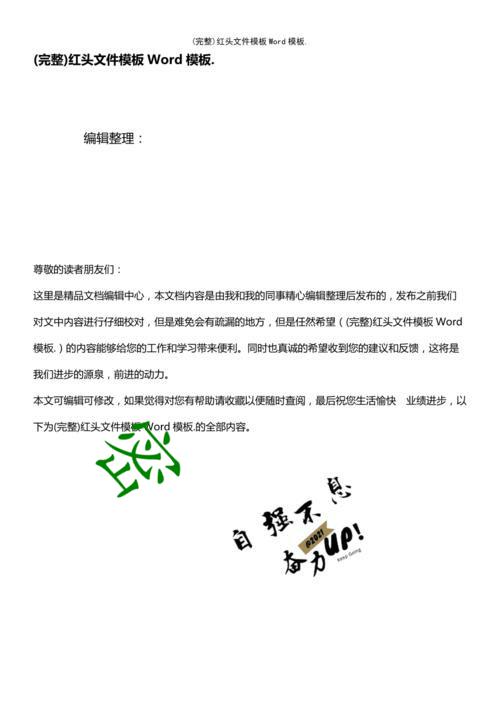 (完整)红头文件模板Word模板.
(完整)红头文件模板 Word 模板.
编辑整理：
尊敬的读者朋友们：
这里是精品文档编辑中心，本文档内容是由我和我的同事精心编辑整理后发布的，发布之前我们
对文中内容进行仔细校对，但是难免会有疏漏的地方，但是任然希望（(完整)红头文件模板 Word
模板.）的内容能够给您的工作和学习带来便利。同时也真诚的希望收到您的建议和反馈，这将是
我们进步的源泉，前进的动力。
本文可编辑可修改，如果觉得对您有帮助请收藏以便随时查阅，最后祝您生活愉快 业绩进步，以
下为(完整)红头文件模板 Word 模板.的全部内容。
密
自强不息
@2021
奋力UP!
Keep Going